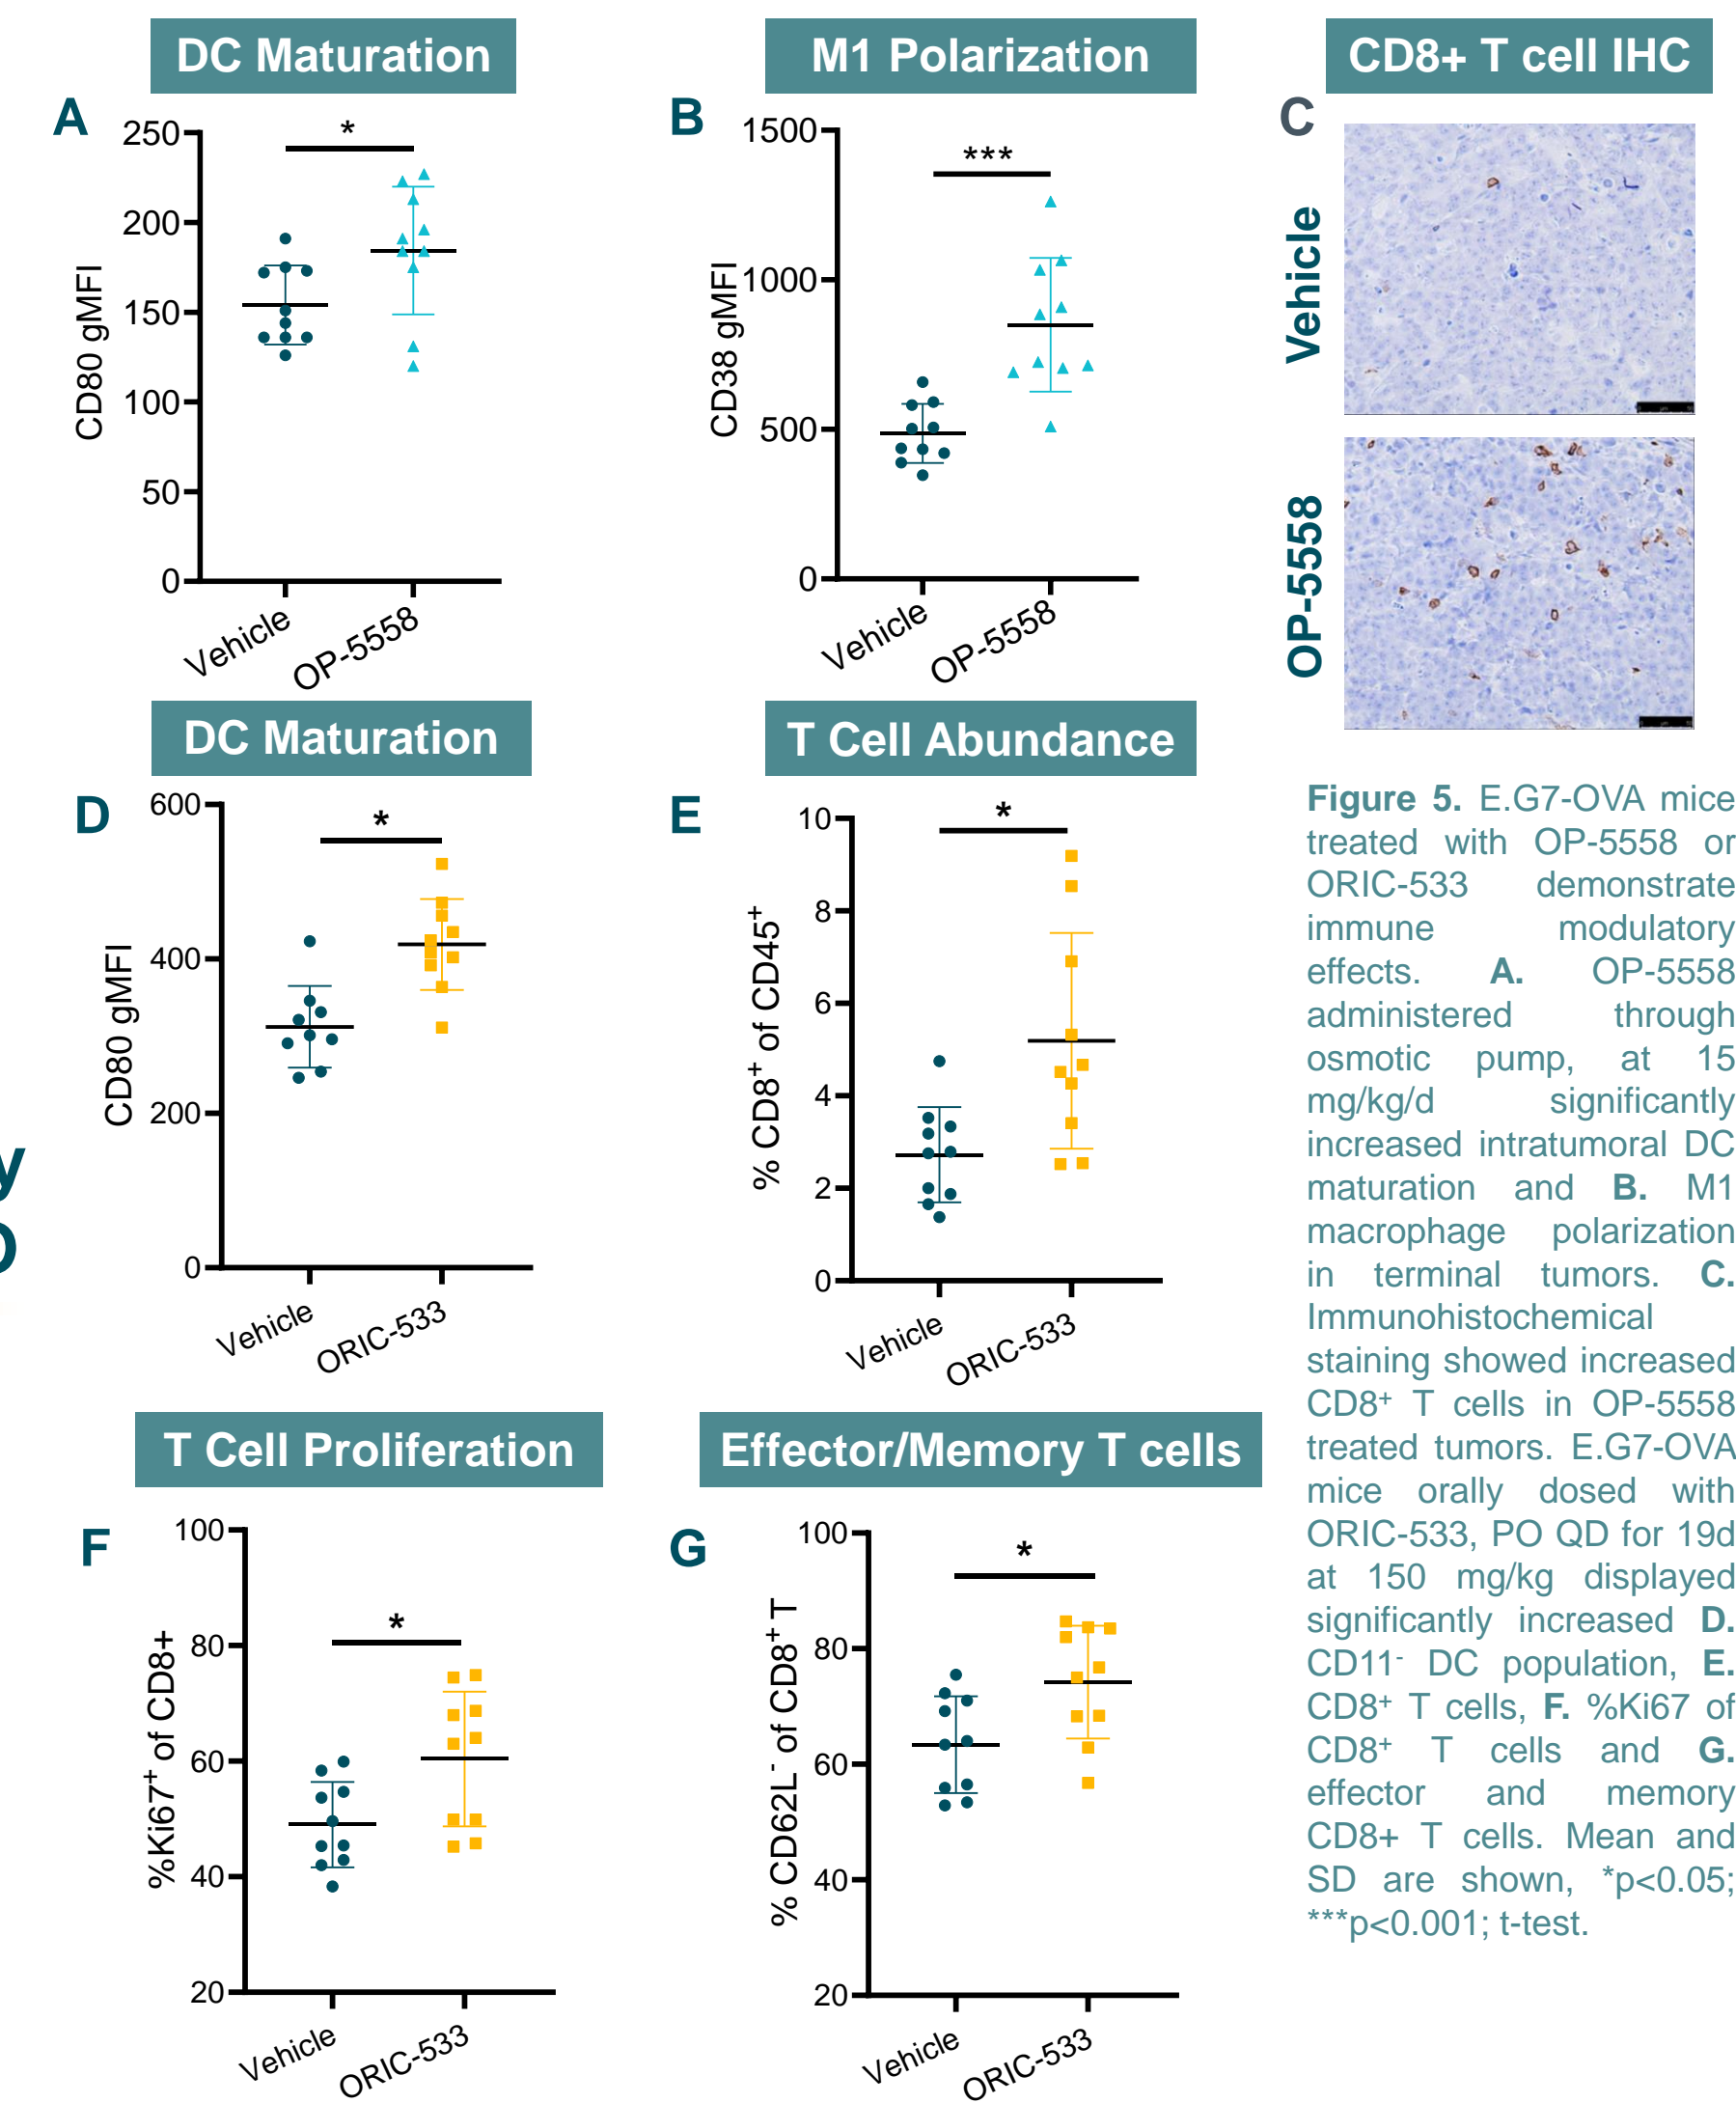 DC Maturation
M1 Polarization
CD8+ T cell IHC
A
CD80 gMFI
250
200
150
100
50
0
*
Vehicle
OP-5558
B
CD38 gMFI
1500
1000
500
0
***
Vehicle
OP-5558
C
Vehicle
OP-5558
DC Maturation
T Cell Abundance
D
CD80 gMFI
600
400
200
0
*
Vehicle
ORIC-533
E
% CD8⁺ of CD45⁺
10
8
6
4
2
0
*
Vehicle
ORIC-533
y
T Cell Proliferation
Effector/Memory T cells
F
%Ki67⁺ of CD8+
100
80
60
40
20
*
Vehicle
ORIC-533
G
% CD62L⁻ of CD8⁺ T
100
80
60
40
20
*
Vehicle
ORIC-533
Figure 5. E.G7-OVA mice
treated with OP-5558 or
ORIC-533 demonstrate
immune modulatory
effects. A. OP-5558
administered through
osmotic pump, at 15
mg/kg/d significantly
increased intratumoral DC
maturation and B. M1
macrophage polarization
in terminal tumors. C.
Immunohistochemical
staining showed increased
CD8⁺ T cells in OP-5558
treated tumors. E.G7-OVA
mice orally dosed with
ORIC-533, PO QD for 19d
at 150 mg/kg displayed
significantly increased D.
CD11⁻ DC population, E.
CD8⁺ T cells, F. %Ki67 of
CD8⁺ T cells and G.
effector and memory
CD8+ T cells. Mean and
SD are shown, *p<0.05;
***p<0.001; t-test.